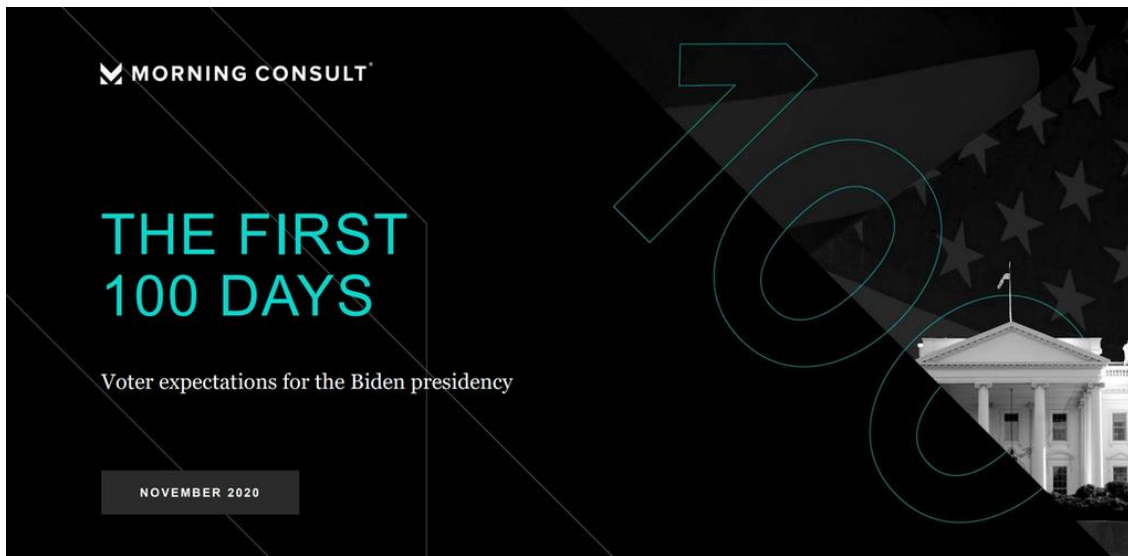 MORNING CONSULT®
THE FIRST
100 DAYS
Voter expectations for the Biden presidency
NOVEMBER 2020
100